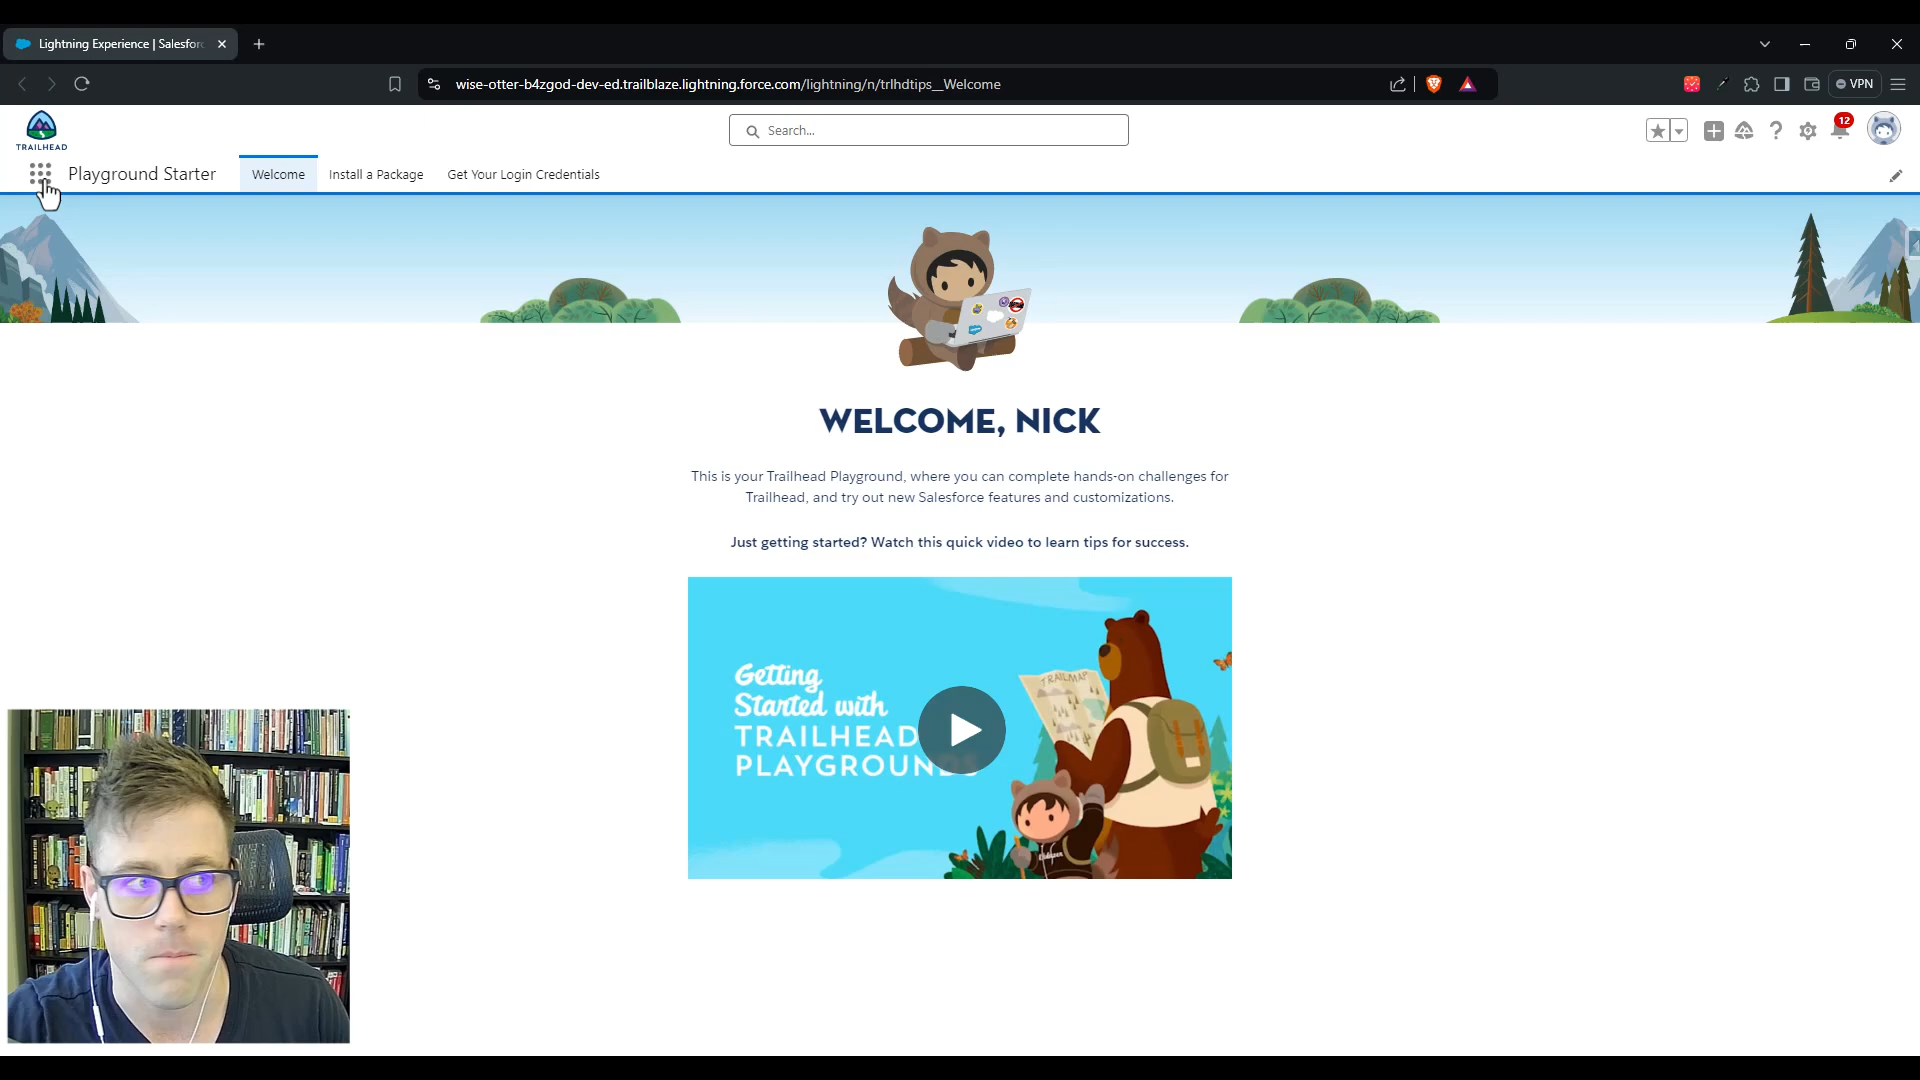 Lightning Experience | Salesforc
wise-otter-b4zgod-dev-ed.trailblaze.lightning.force.com/lightning/n/trlhdtips__Welcome
VPN
TRAILHEAD
Search...
12
Playground Starter
Welcome
Install a Package
Get Your Login Credentials
WELCOME, NICK
This is your Trailhead Playground, where you can complete hands-on challenges for
Trailhead, and try out new Salesforce features and customizations.
Just getting started? Watch this quick video to learn tips for success.
Getting
Started with
TRAILHEAD
PLAYGROUNDS
TRAILMAP